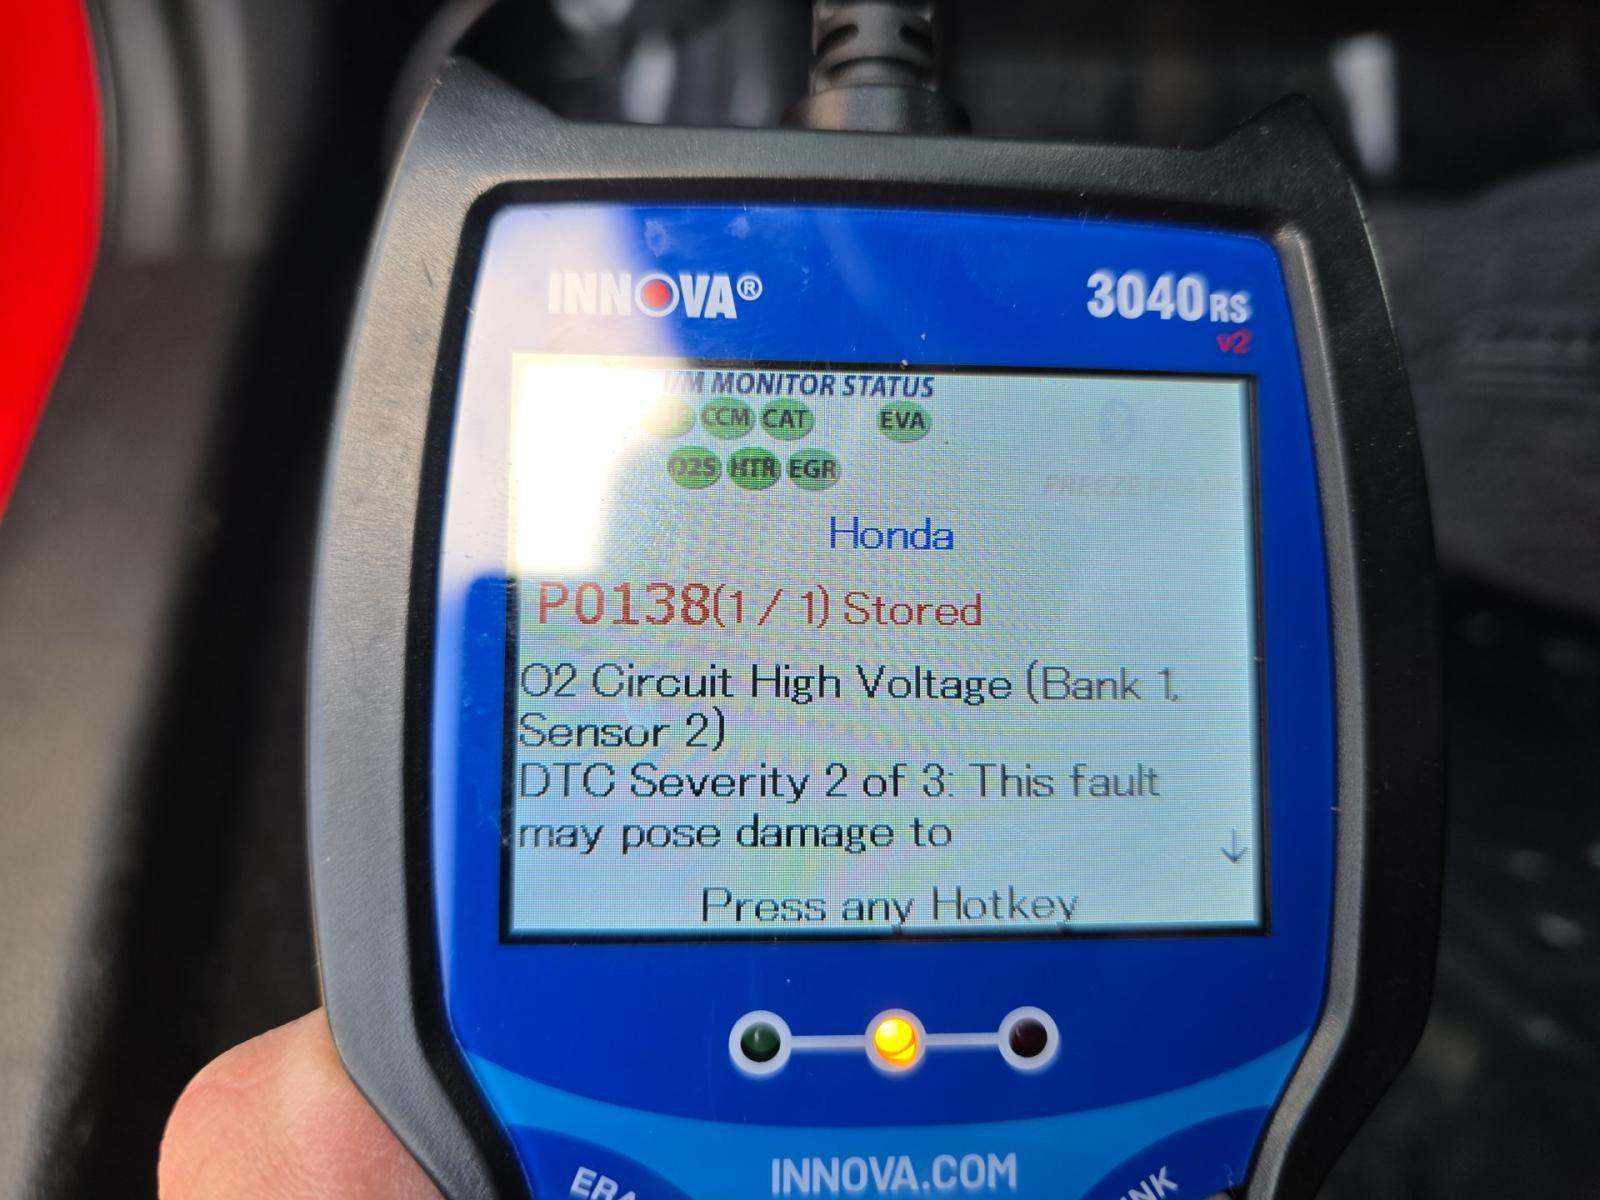 INNOVA®
3040RS
v2
I/M MONITOR STATUS
CCM CAT EVA
O2S HTR EGR
Honda
P0138(1 / 1) Stored
O2 Circuit High Voltage (Bank 1,
Sensor 2)
DTC Severity 2 of 3: This fault
may pose damage to
Press any Hotkey
INNOVA.COM